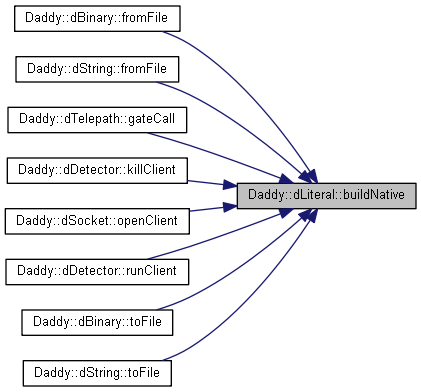 Daddy::dBinary::fromFile
Daddy::dString::fromFile
Daddy::dTelepath::gateCall
Daddy::dDetector::killClient
Daddy::dLiteral::buildNative
Daddy::dSocket::openClient
Daddy::dDetector::runClient
Daddy::dBinary::toFile
Daddy::dString::toFile